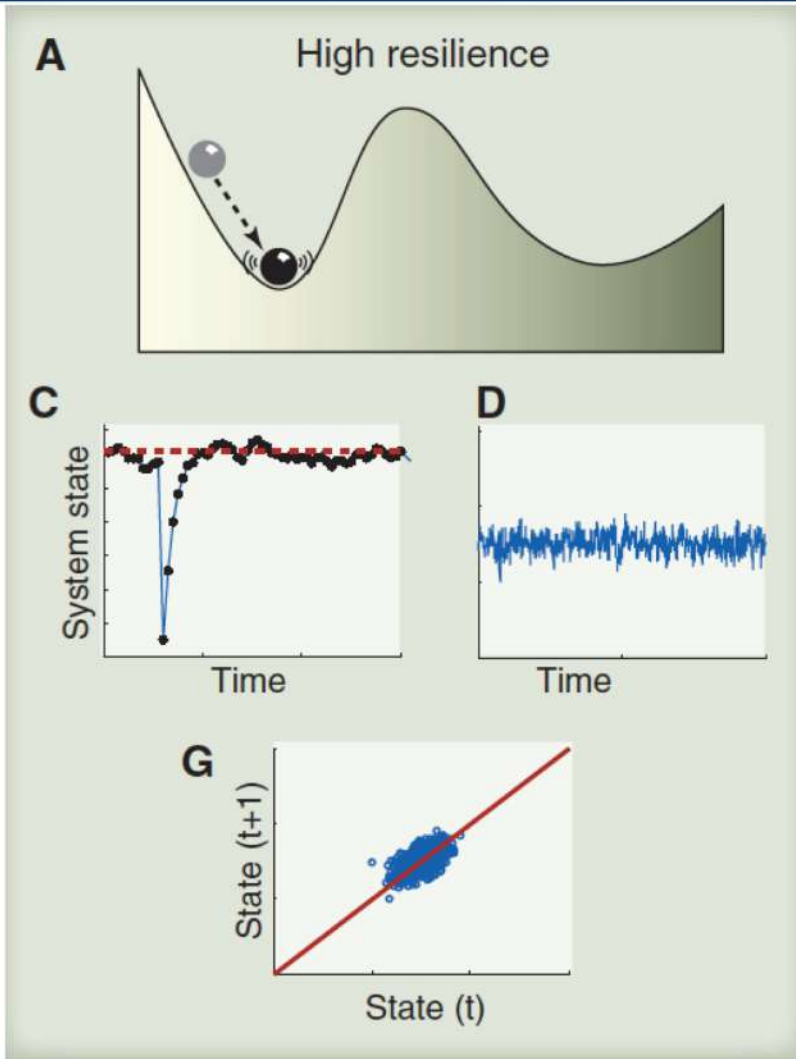 A
High resilience
C
System state
Time
D
Time
G
State (t+1)
State (t)